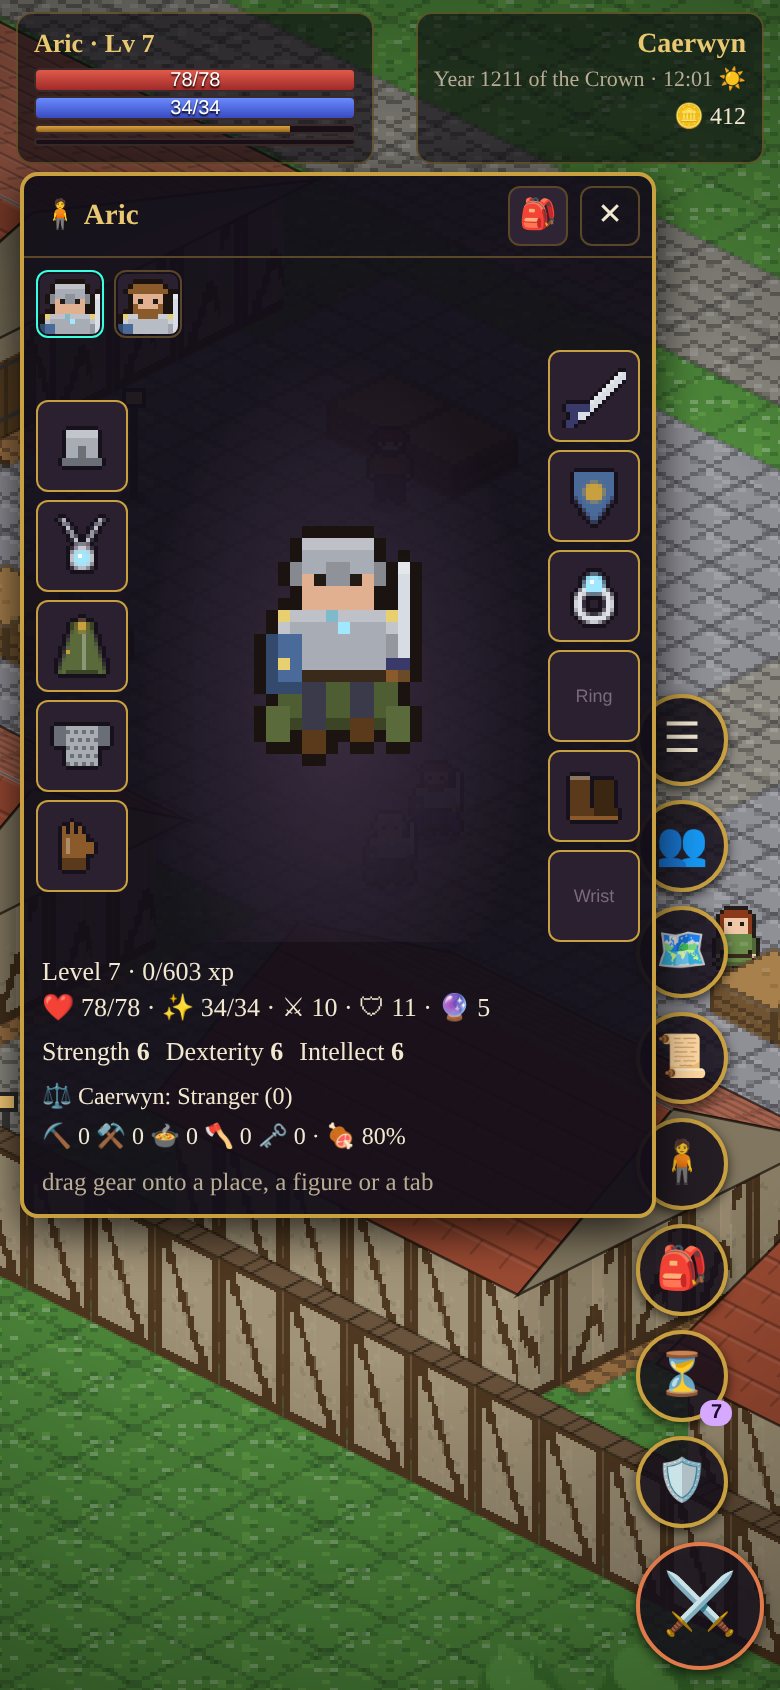 Aric · Lv 7
78/78
34/34
Caerwyn
Year 1211 of the Crown · 12:01
412
Aric
Ring
Wrist
Level 7 · 0/603 xp
78/78 · 34/34 · 10 · 11 · 5
Strength 6 Dexterity 6 Intellect 6
Caerwyn: Stranger (0)
0 0 0 0 0 · 80%
drag gear onto a place, a figure or a tab
7